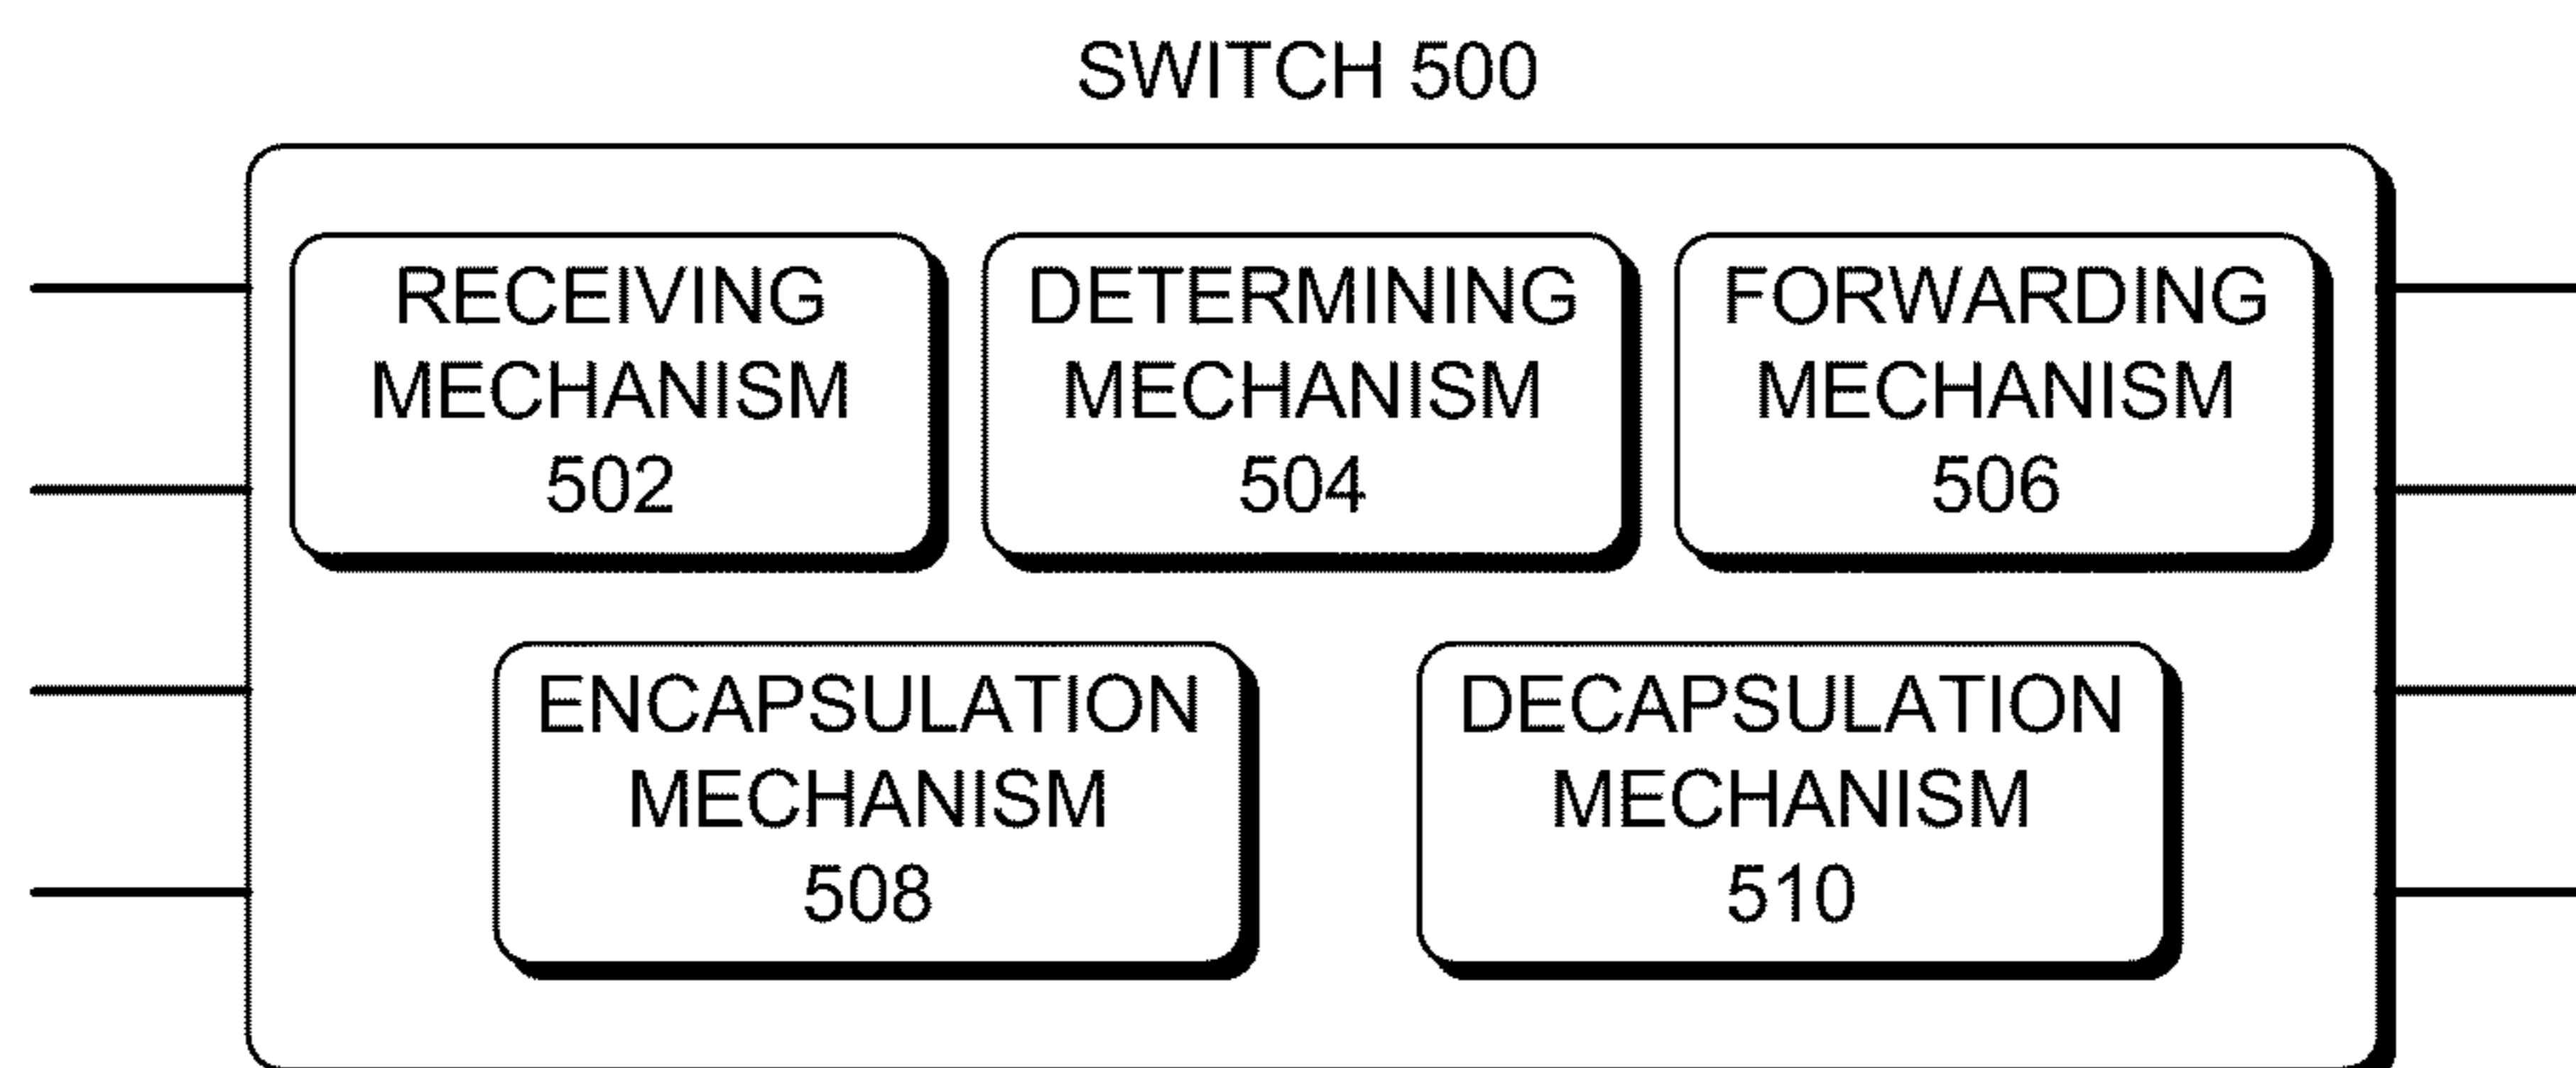 SWITCH 500
RECEIVING
MECHANISM
502
DETERMINING
MECHANISM
504
FORWARDING
MECHANISM
506
ENCAPSULATION
MECHANISM
508
DECAPSULATION
MECHANISM
510